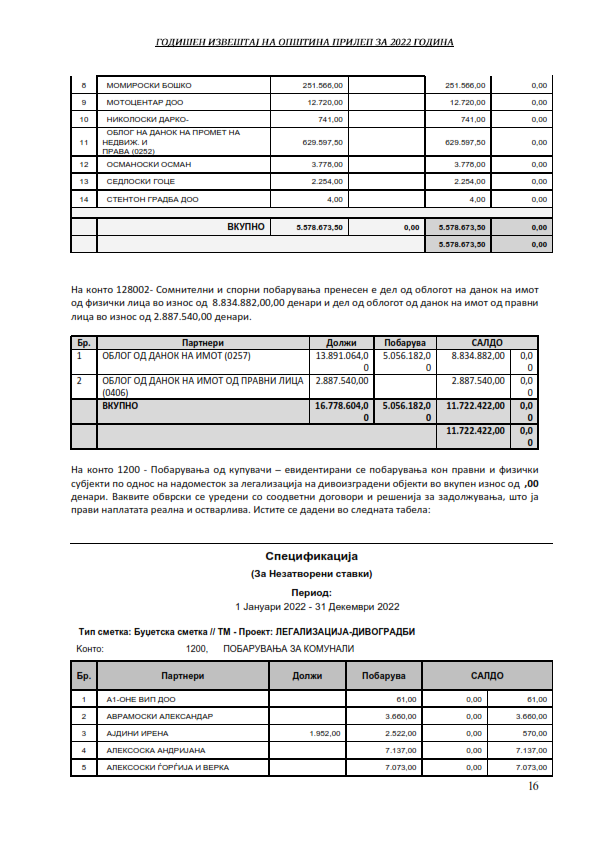 ГОДИШЕН ИЗВЕШТАЈ НА ОПШТИНА ПРИЛЕП ЗА 2022 ГОДИНА
8 МОМИРОСКИ БОШКО 251.566,00 251.566,00 0,00
9 МОТОЦЕНТАР ДОО 12.720,00 12.720,00 0,00
10 НИКОЛОСКИ ДАРКО- 741,00 741,00 0,00
ОБЛОГ НА ДАНОК НА ПРОМЕТ НА
11 НЕДВИЖ. И 629.597,50 629.597,50 0,00
ПРАВА (0252)
12 ОСМАНОСКИ ОСМАН 3.776,00 3.776,00 0,00
13 СЕДЛОСКИ ГОЦЕ 2.254,00 2.254,00 0,00
14 СТЕНТОН ГРАДБА ДОО 4,00 4,00 0,00
ВКУПНО 5.578.673,50 0,00 5.578.673,50 0,00
5.578.673,50 0,00
На конто 128002- Сомнителни и спорни побарувања пренесен е дел од облогот на данок на имот
од физички лица во износ од 8.834.882,00,00 денари и дел од облогот од данок на имот од правни
лица во износ од 2.887.540,00 денари.
Бр. Партнери Должи Побарува САЛДО
1 ОБЛОГ ОД ДАНОК НА ИМОТ (0257) 13.891.064,0 5.056.182,0 8.834.882,00 0,0
0 0 0
2 ОБЛОГ ОД ДАНОК НА ИМОТ ОД ПРАВНИ ЛИЦА 2.887.540,00 2.887.540,00 0,0
(0406) 0
ВКУПНО 16.778.604,0 5.056.182,0 11.722.422,00 0,0
0 0 0
11.722.422,00 0,0
0
На конто 1200 - Побарувања од купувачи – евидентирани се побарувања кон правни и физички
субјекти по однос на надоместок за легализација на дивоизградени објекти во вкупен износ од ,00
денари. Ваквите обврски се уредени со соодветни договори и решенија за задолжувања, што ја
прави наплатата реална и остварлива. Истите се дадени во следната табела:
Спецификација
(За Незатворени ставки)
Период:
1 Јануари 2022 - 31 Декември 2022
Тип сметка: Буџетска сметка // ТМ - Проект: ЛЕГАЛИЗАЦИЈА-ДИВОГРАДБИ
Конто: 1200, ПОБАРУВАЊА ЗА КОМУНАЛИ
Бр. Партнери Должи Побарува САЛДО
1 А1-ОНЕ ВИП ДОО 61,00 0,00 61,00
2 АВРАМОСКИ АЛЕКСАНДАР 3.660,00 0,00 3.660,00
3 АЈДИНИ ИРЕНА 1.952,00 2.522,00 0,00 570,00
4 АЛЕКСОСКА АНДРИЈАНА 7.137,00 0,00 7.137,00
5 АЛЕКСОСКИ ЃОРЃИЈА И ВЕРКА 7.073,00 0,00 7.073,00
16